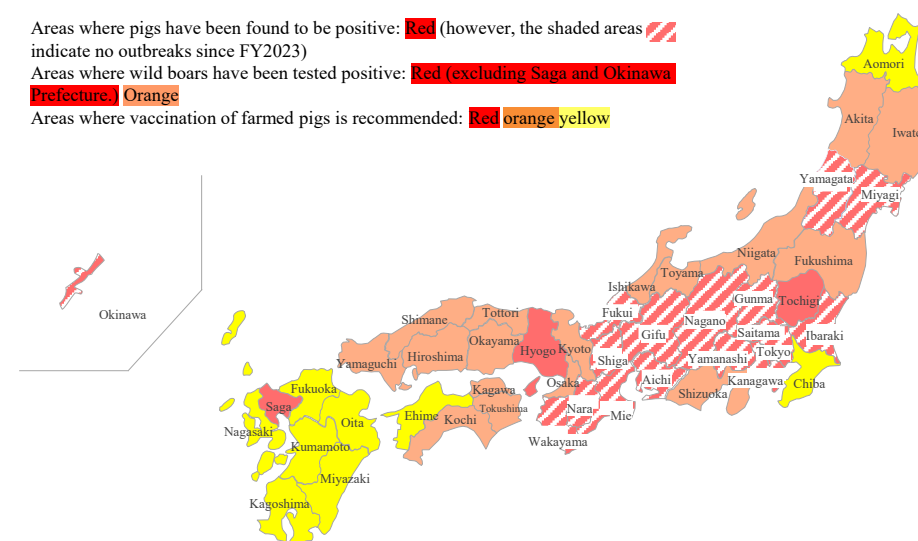 Areas where pigs have been found to be positive: Red (however, the shaded areas
indicate no outbreaks since FY2023)
Areas where wild boars have been tested positive: Red (excluding Saga and Okinawa
Prefecture.) Orange
Areas where vaccination of farmed pigs is recommended: Red orange yellow
Aomori
Akita
Iwate
Yamagata
Miyagi
Niigata
Fukushima
Toyama
Ishikawa
Okinawa
Fukui
Gunma
Tochigi
Nagano
Shimane
Tottori
Gifu
Saitama
Ibaraki
Okayama
Hyogo
Kyoto
Hiroshima
Yamaguchi
Shiga
Yamanashi
Tokyo
Aichi
Kanagawa
Chiba
Osaka
Fukuoka
Kagawa
Shizuoka
Saga
Tokushima
Nara
Mie
Ehime
Kochi
Oita
Nagasaki
Wakayama
Kumamoto
Miyazaki
Kagoshima